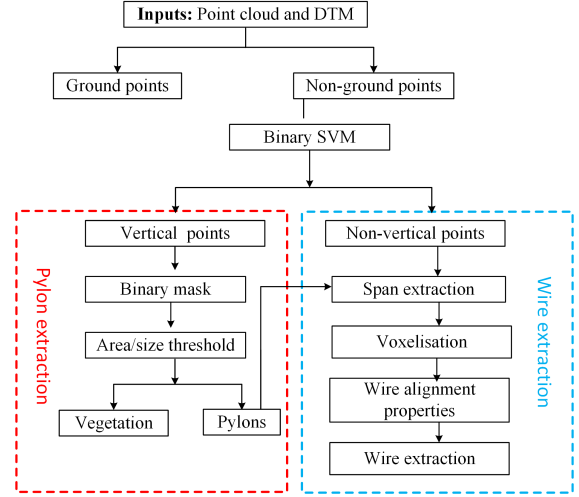 Inputs: Point cloud and DTM
Ground points
Non-ground points
Binary SVM
Pylon extraction
Vertical points
Binary mask
Area/size threshold
Vegetation
Pylons
Wire extraction
Non-vertical points
Span extraction
Voxelisation
Wire alignment
properties
Wire extraction